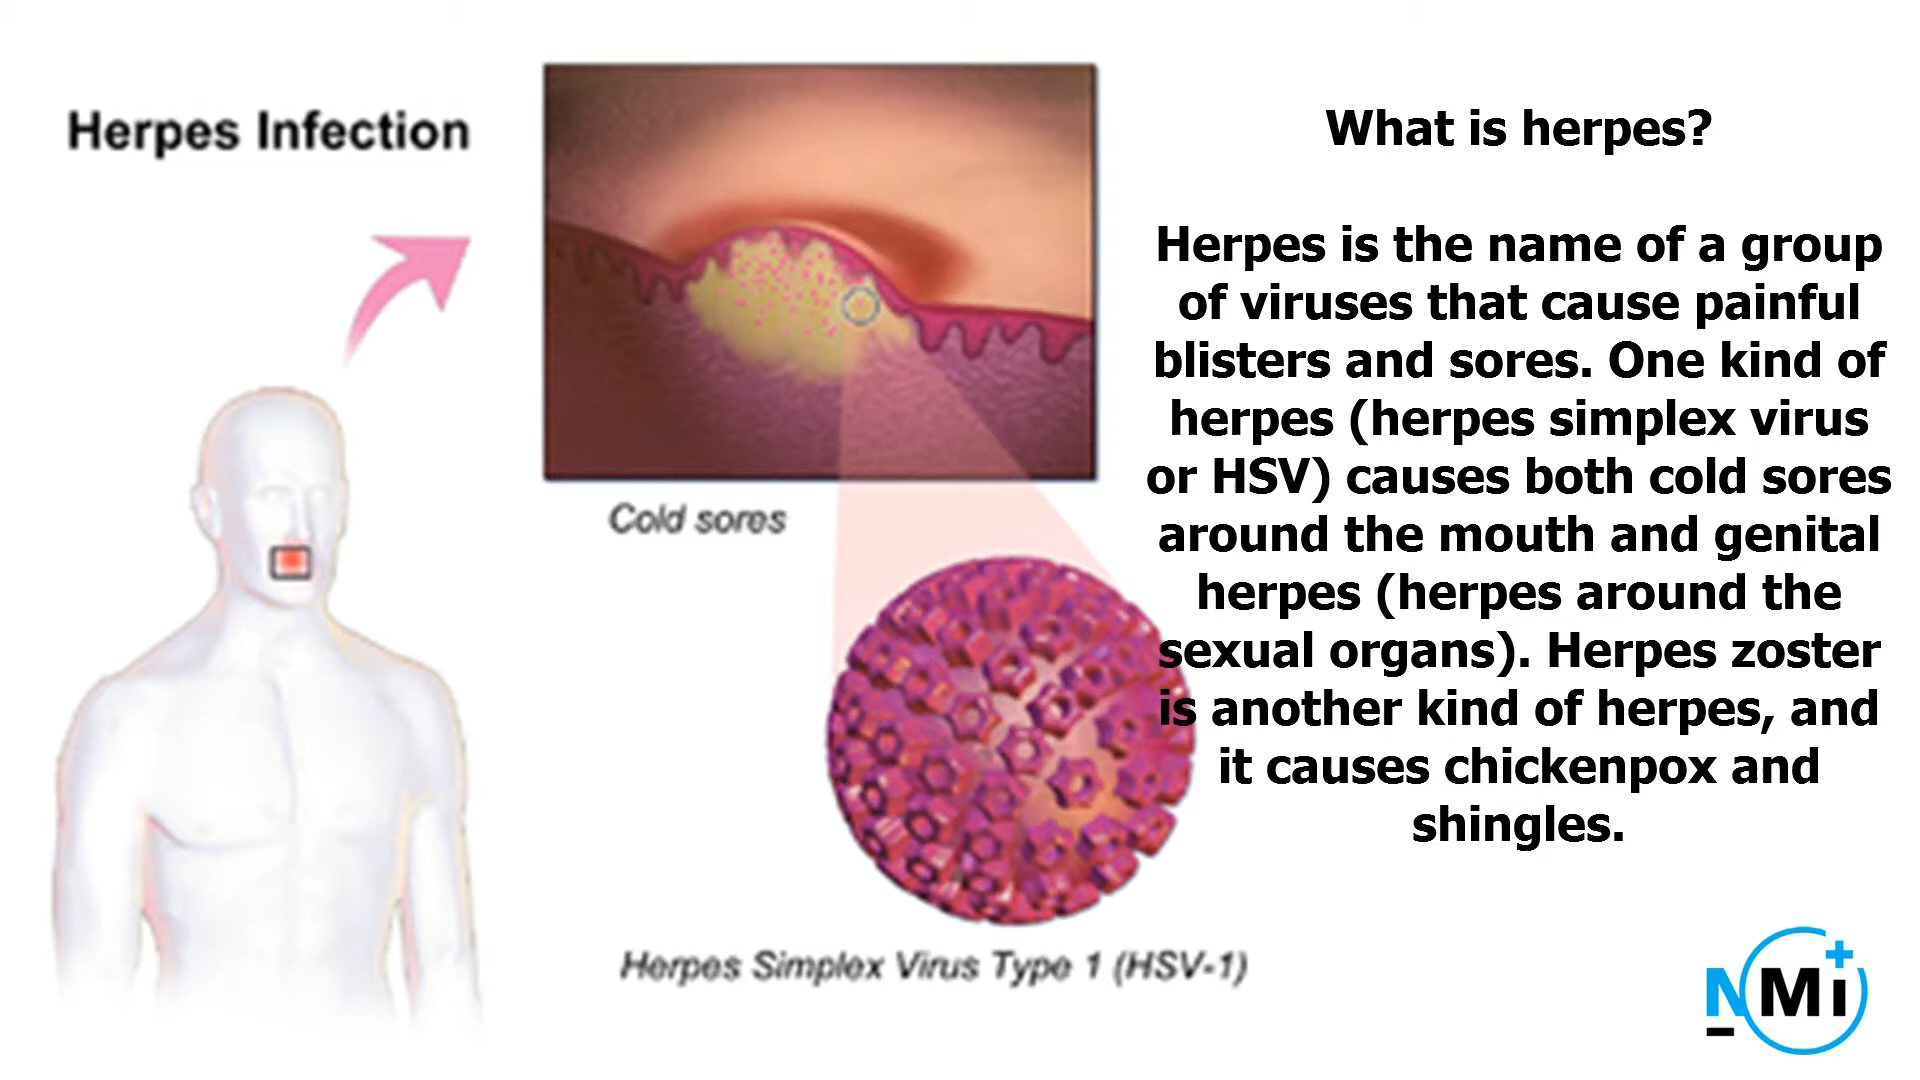 Herpes Infection
Cold sores
Herpes Simplex Virus Type 1 (HSV-1)
What is herpes?
Herpes is the name of a group
of viruses that cause painful
blisters and sores. One kind of
herpes (herpes simplex virus
or HSV) causes both cold sores
around the mouth and genital
herpes (herpes around the
sexual organs). Herpes zoster
is another kind of herpes, and
it causes chickenpox and
shingles.
NMi+